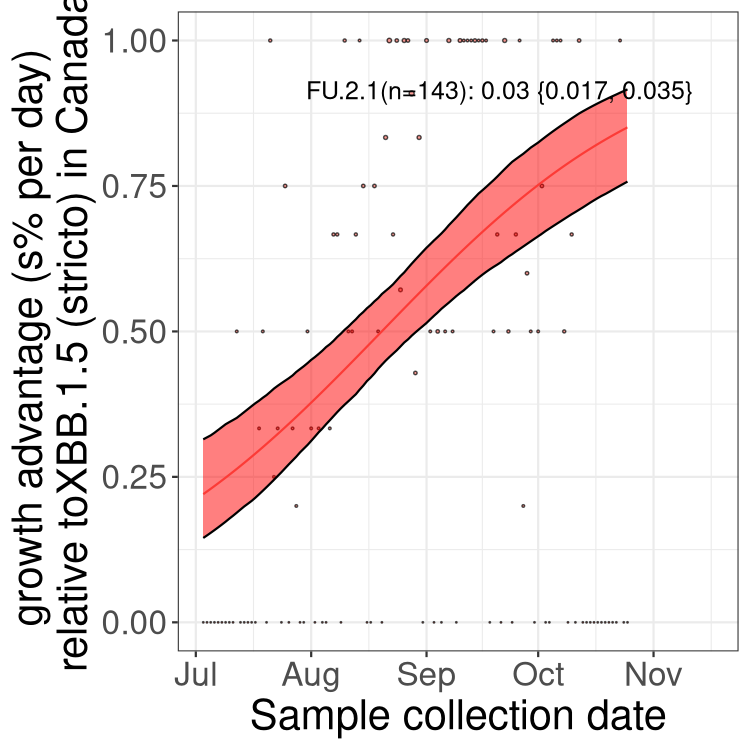 growth advantage (s% per day)
relative toXBB.1.5 (stricto) in Canada
1.00
0.75
0.50
0.25
0.00
FU.2.1(n=143): 0.03 {0.017, 0.035}
Jul Aug Sep Oct Nov
Sample collection date